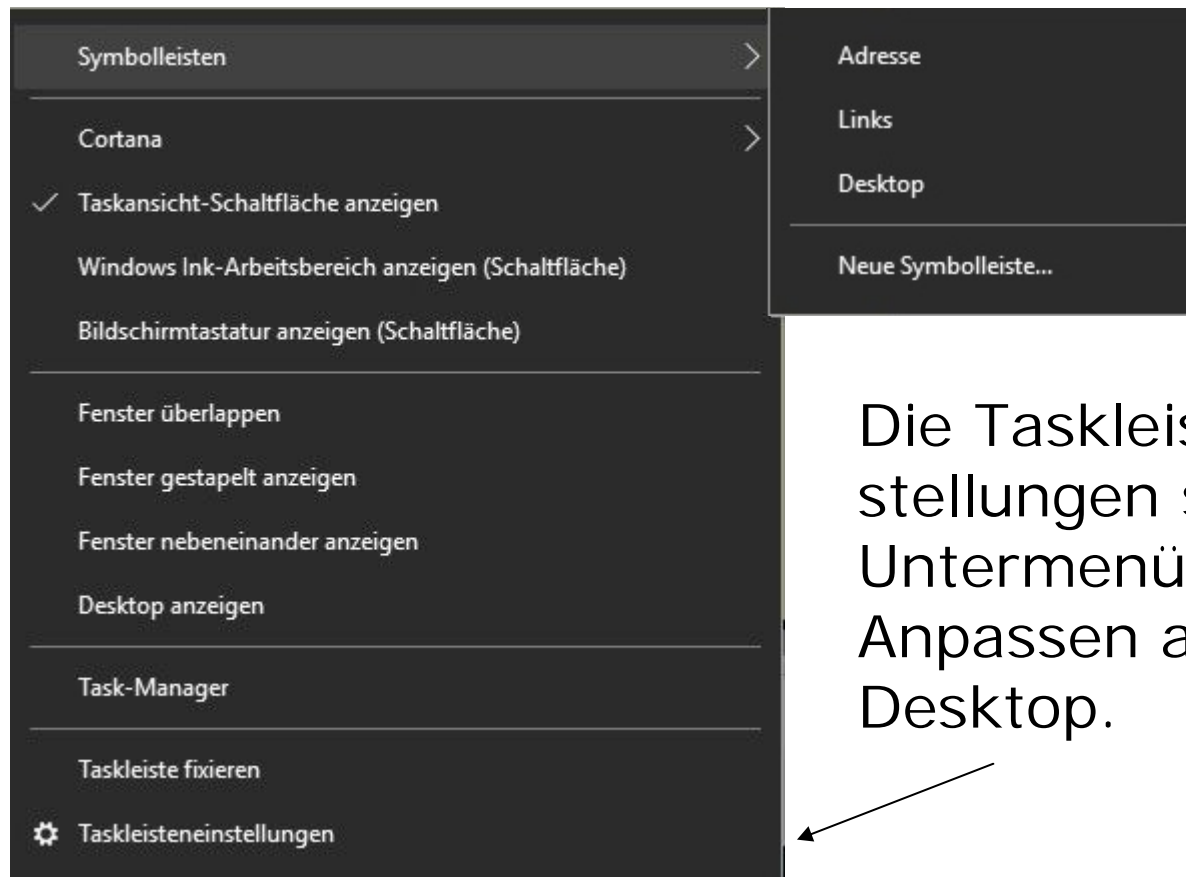 Symbolleisten
Cortana
Taskansicht-Schaltfläche anzeigen
Windows Ink-Arbeitsbereich anzeigen (Schaltfläche)
Bildschirmtastatur anzeigen (Schaltfläche)
Fenster überlappen
Fenster gestapelt anzeigen
Fenster nebeneinander anzeigen
Desktop anzeigen
Task-Manager
Taskleiste fixieren
Taskleisteneinstellungen
Adresse
Links
Desktop
Neue Symbolleiste...
Die
stellungen
Untermenü
Anpassen
Desktop.